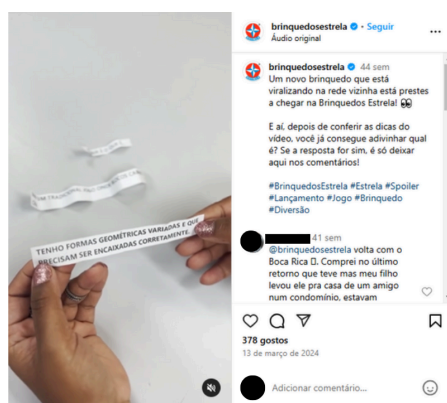 brinquedosestrela • Seguir
Áudio original
brinquedosestrela 44 sem
Um novo brinquedo que está
viralizando na rede vizinha está prestes
a chegar na Brinquedos Estrela! 👀
E aí, depois de conferir as dicas do
vídeo, você já consegue adivinhar qual
é? Se a resposta for sim, é só deixar
aqui nos comentários!
#BrinquedosEstrela #Estrela #Spoiler
#Lançamento #Jogo #Brinquedo
#Diversão
41 sem
@brinquedosestrela volta com o
Boca Rica 🫠. Comprei no último
retorno que teve mas meu filho
levou ele pra casa de um amigo
num condomínio, estavam
TENHO FORMAS GEOMÉTRICAS VARIADAS E QUE
PRECISAM SER ENCAIXADAS CORRETAMENTE.
378 gostos
13 de março de 2024
Adicionar comentário...